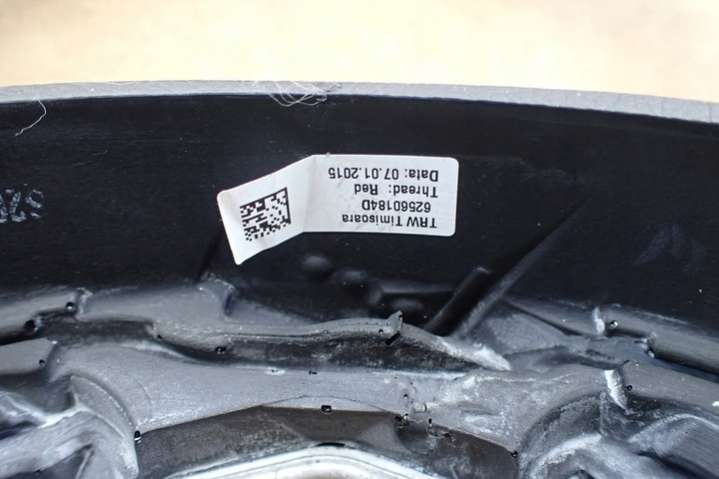 TRW Timisoara
62560184D
Thread: Red
Data: 07.01.2015